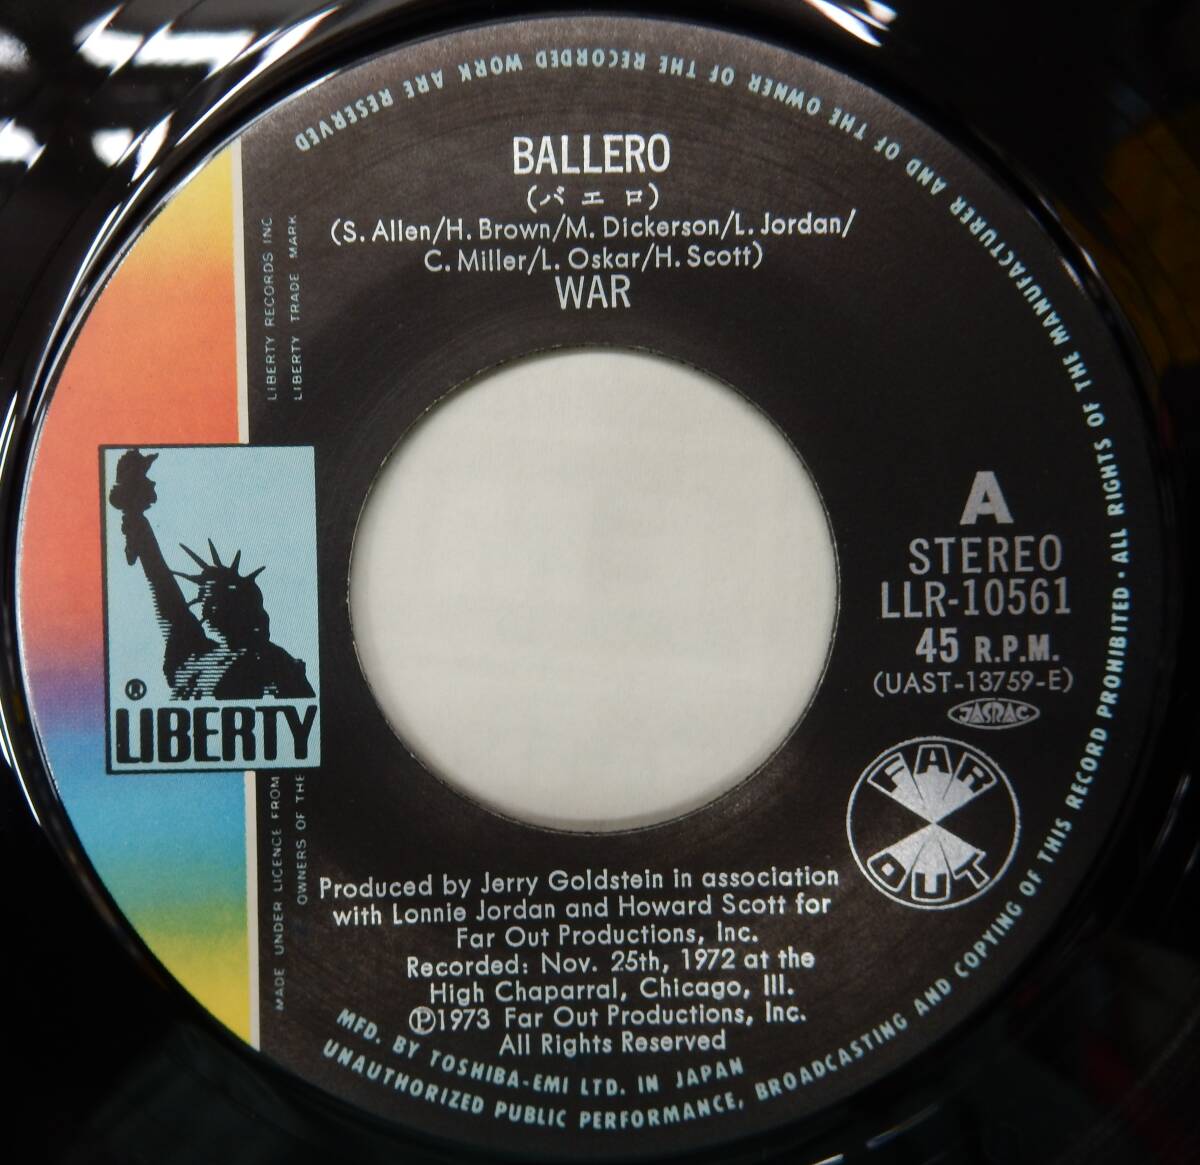 BALLERO
(バエロ)
(S. Allen/H. Brown/M. Dickerson/L. Jordan/
C. Miller/L. Oskar/H. Scott)
WAR
LIBERTY RECORDS INC
LIBERTY TRADE MARK
A
STEREO
LLR-10561
45 R.P.M.
(UAST-13759-E)
JASRAC
FAR
OUT
®
LIBERTY
MADE UNDER LICENCE FROM
OWNERS OF THE
Produced by Jerry Goldstein in association
with Lonnie Jordan and Howard Scott for
Far Out Productions, Inc.
Recorded: Nov. 25th, 1972 at the
High Chaparral, Chicago, Ill.
Ⓟ1973 Far Out Productions, Inc.
All Rights Reserved
MFD. BY TOSHIBA-EMI LTD. IN JAPAN
UNAUTHORIZED PUBLIC PERFORMANCE, BROADCASTING AND COPYING OF THIS RECORD PROHIBITED · ALL RIGHTS OF THE MANUFACTURER AND OF THE OWNER OF THE RECORDED WORK ARE RESERVED